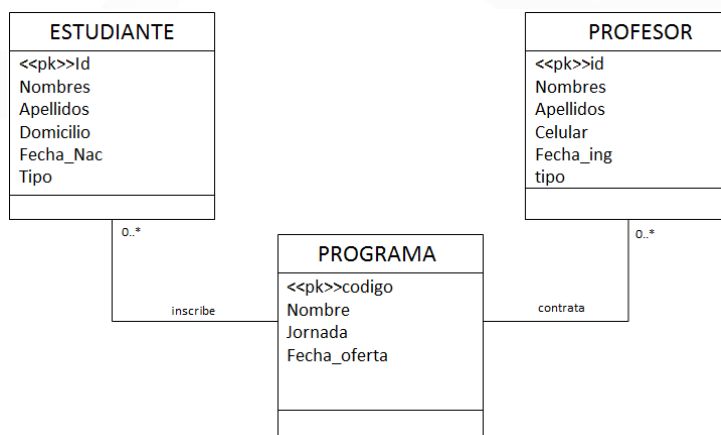 ESTUDIANTE
<<pk>>Id
Nombres
Apellidos
Domicilio
Fecha_Nac
Tipo
0..*
inscribe
PROGRAMA
<<pk>>codigo
Nombre
Jornada
Fecha_oferta
contrata
PROFESOR
<<pk>>id
Nombres
Apellidos
Celular
Fecha_ing
tipo
0..*